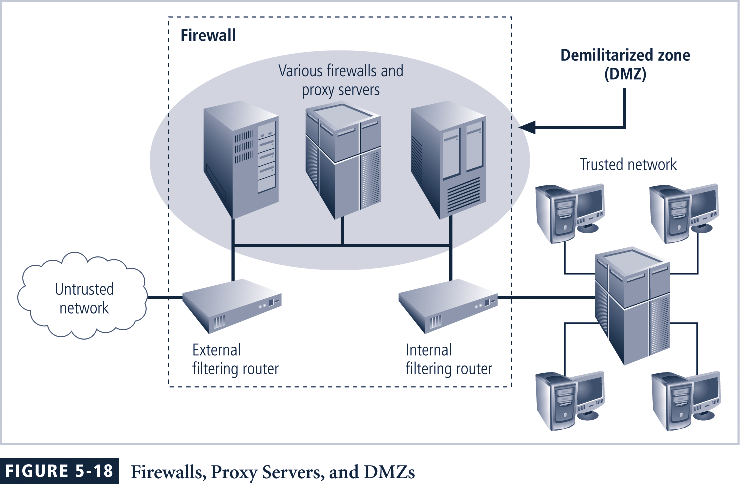 Firewall
Various firewalls and
proxy servers
Demilitarized zone
(DMZ)
Trusted network
Untrusted
network
External
filtering router
Internal
filtering router
FIGURE 5-18 Firewalls, Proxy Servers, and DMZs